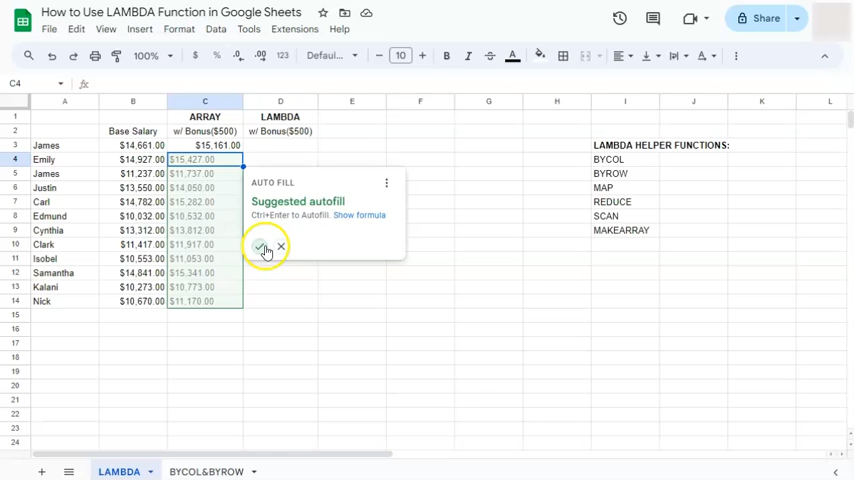 How to Use LAMBDA Function in Google Sheets
File Edit View Insert Format Data Tools Extensions Help
Share
100% $ % .0 .00 123 Defaul... 10 B I A
C4 fx
A B C D E F G H I J K L
1 ARRAY LAMBDA
2 Base Salary w/ Bonus($500) w/ Bonus($500)
3 James $14,661.00 $15,161.00 LAMBDA HELPER FUNCTIONS:
4 Emily $14,927.00 $15,427.00 BYCOL
5 James $11,237.00 $11,737.00 BYROW
6 Justin $13,550.00 $14,050.00 MAP
7 Carl $14,782.00 $15,282.00 REDUCE
8 Edmund $10,032.00 $10,532.00 SCAN
9 Cynthia $13,312.00 $13,812.00 MAKEARRAY
10 Clark $11,417.00 $11,917.00
11 Isobel $10,553.00 $11,053.00
12 Samantha $14,841.00 $15,341.00
13 Kalani $10,273.00 $10,773.00
14 Nick $10,670.00 $11,170.00
15
16
17
18
19
20
21
22
23
24
AUTO FILL
Suggested autofill
Ctrl+Enter to Autofill. Show formula
LAMBDA BYCOL&BYROW